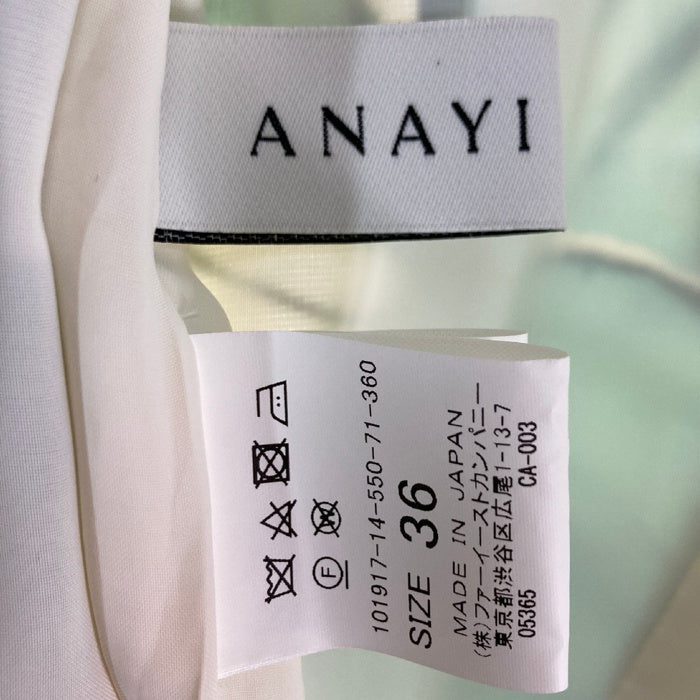 ANAYI
F W
101917-14-550-71-360
SIZE 36
MADE IN JAPAN
(株)ファーイーストカンパニー
東京都渋谷区広尾1-13-7
05365 CA-003